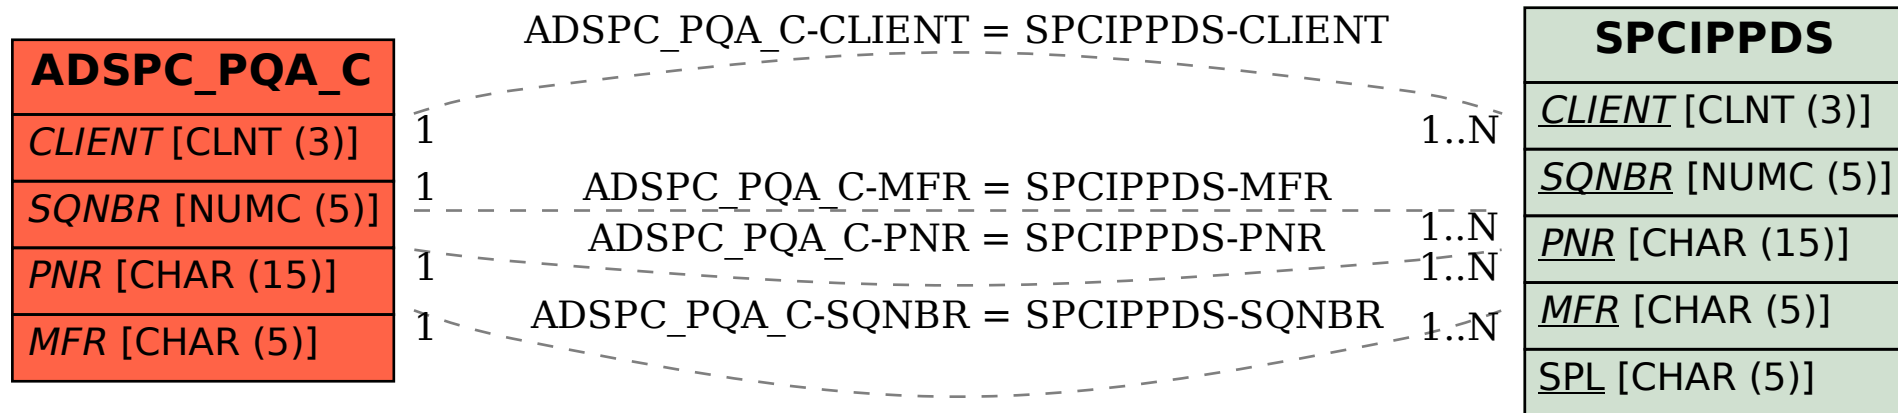 ADSPC_PQA_C
CLIENT [CLNT (3)]
SQNBR [NUMC (5)]
PNR [CHAR (15)]
MFR [CHAR (5)]
ADSPC_PQA_C-CLIENT = SPCIPPDS-CLIENT
1
1..N
1
ADSPC_PQA_C-MFR = SPCIPPDS-MFR
1..N
ADSPC_PQA_C-PNR = SPCIPPDS-PNR
1
1..N
ADSPC_PQA_C-SQNBR = SPCIPPDS-SQNBR
1
1..N
SPCIPPDS
CLIENT [CLNT (3)]
SQNBR [NUMC (5)]
PNR [CHAR (15)]
MFR [CHAR (5)]
SPL [CHAR (5)]